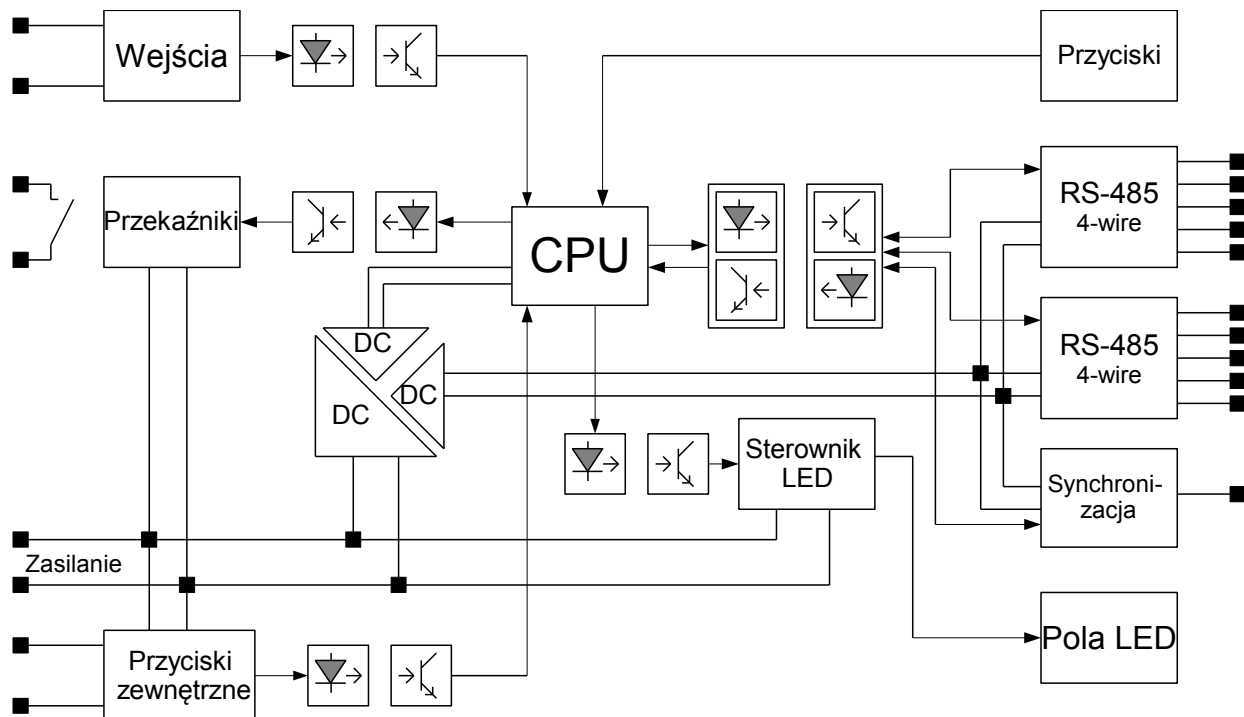 Wejścia
Przyciski
Przekaźniki
CPU
RS-485
4-wire
DC
DC
DC
RS-485
4-wire
Sterownik
LED
Synchroni-
zacja
Zasilanie
Pola LED
Przyciski
zewnętrzne